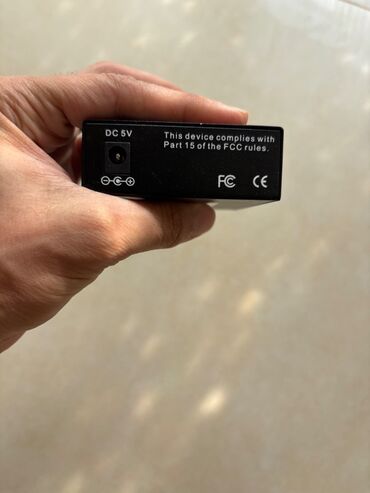 DC 5V
This device complies with
Part 15 of the FCC rules.
FC CE